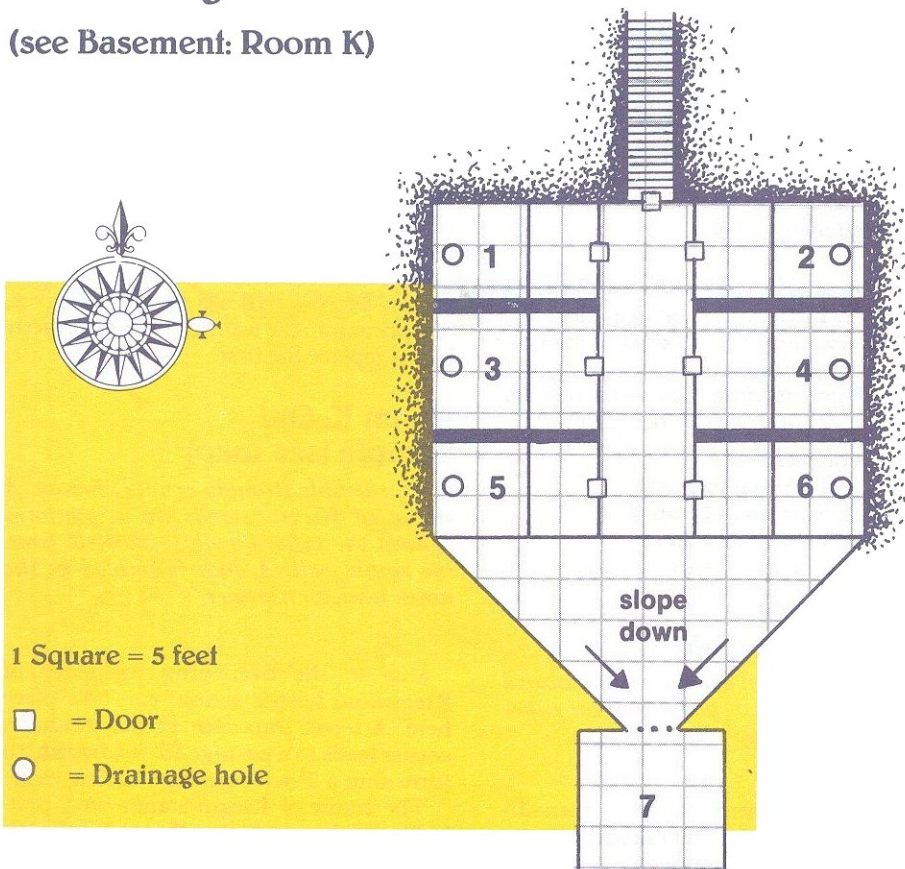 (see Basement: Room K)
1
2
3
4
5
6
slope
down
1 Square = 5 feet
= Door
= Drainage hole
7